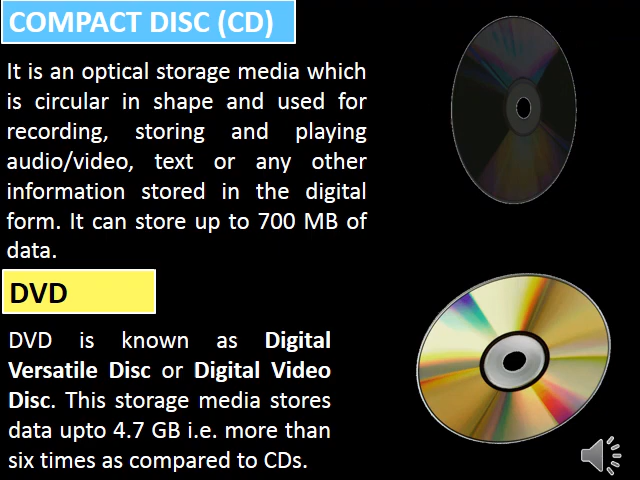 COMPACT DISC (CD)
It is an optical storage media which
is circular in shape and used for
recording, storing and playing
audio/video, text or any other
information stored in the digital
form. It can store up to 700 MB of
data.
DVD
DVD is known as Digital
Versatile Disc or Digital Video
Disc. This storage media stores
data upto 4.7 GB i.e. more than
six times as compared to CDs.